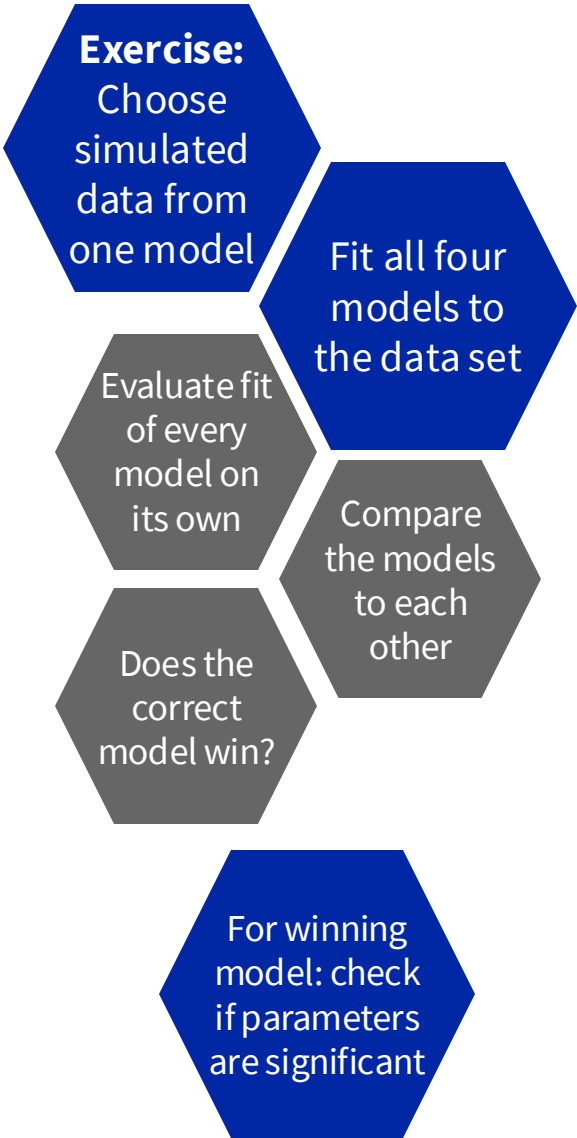 Exercise:
Choose
simulated
data from
one model
Fit all four
models to
the data set
Evaluate fit
of every
model on
its own
Compare
the models
to each
other
Does the
correct
model win?
For winning
model: check
if parameters
are significant